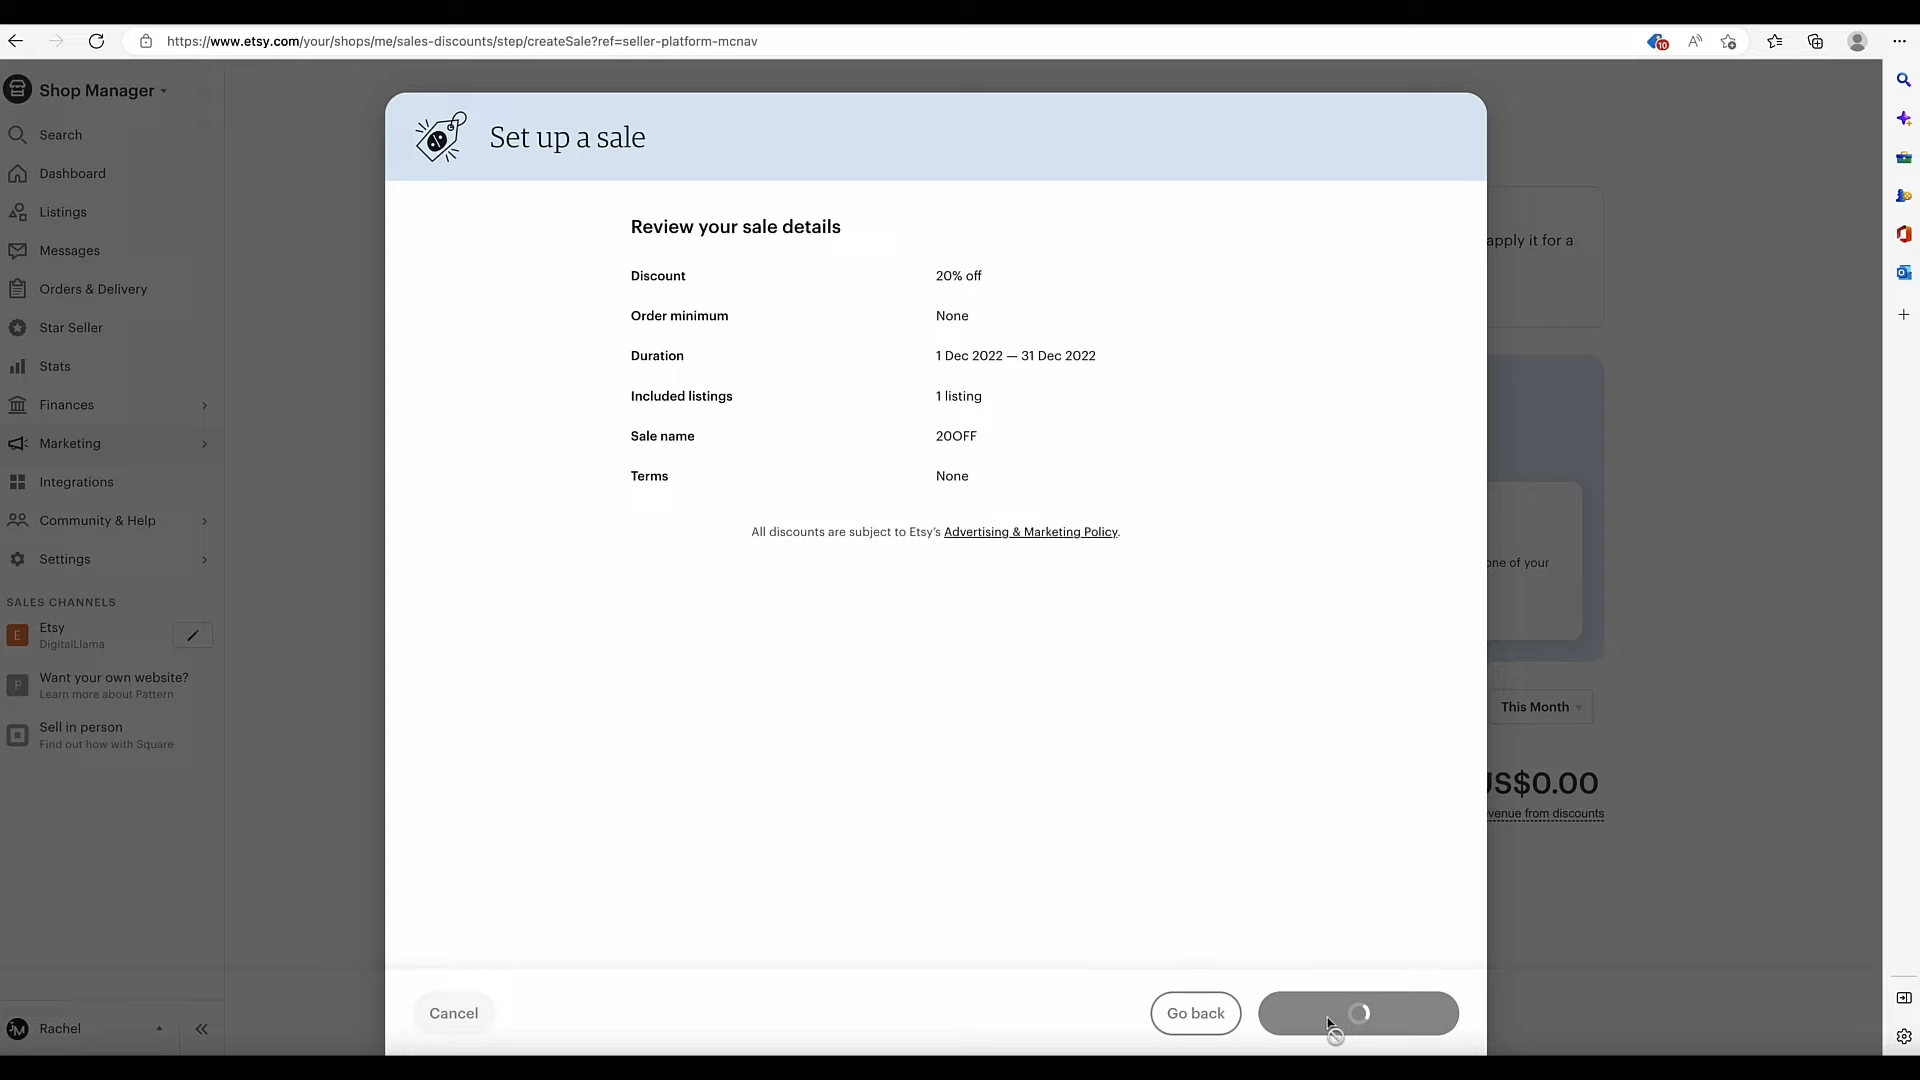 https://www.etsy.com/your/shops/me/sales-discounts/step/createSale?ref=seller-platform-mcnav
10
Shop Manager
Search
Dashboard
Listings
Messages
Orders & Delivery
Star Seller
Stats
Finances
Marketing
Integrations
Community & Help
Settings
SALES CHANNELS
E
Etsy
DigitalLlama
P
Want your own website?
Learn more about Pattern
Sell in person
Find out how with Square
Rachel
Set up a sale
Review your sale details
Discount 20% off
Order minimum None
Duration 1 Dec 2022 — 31 Dec 2022
Included listings 1 listing
Sale name 20OFF
Terms None
All discounts are subject to Etsy's Advertising & Marketing Policy.
Cancel
Go back
apply it for a
one of your
This Month
US$0.00
venue from discounts